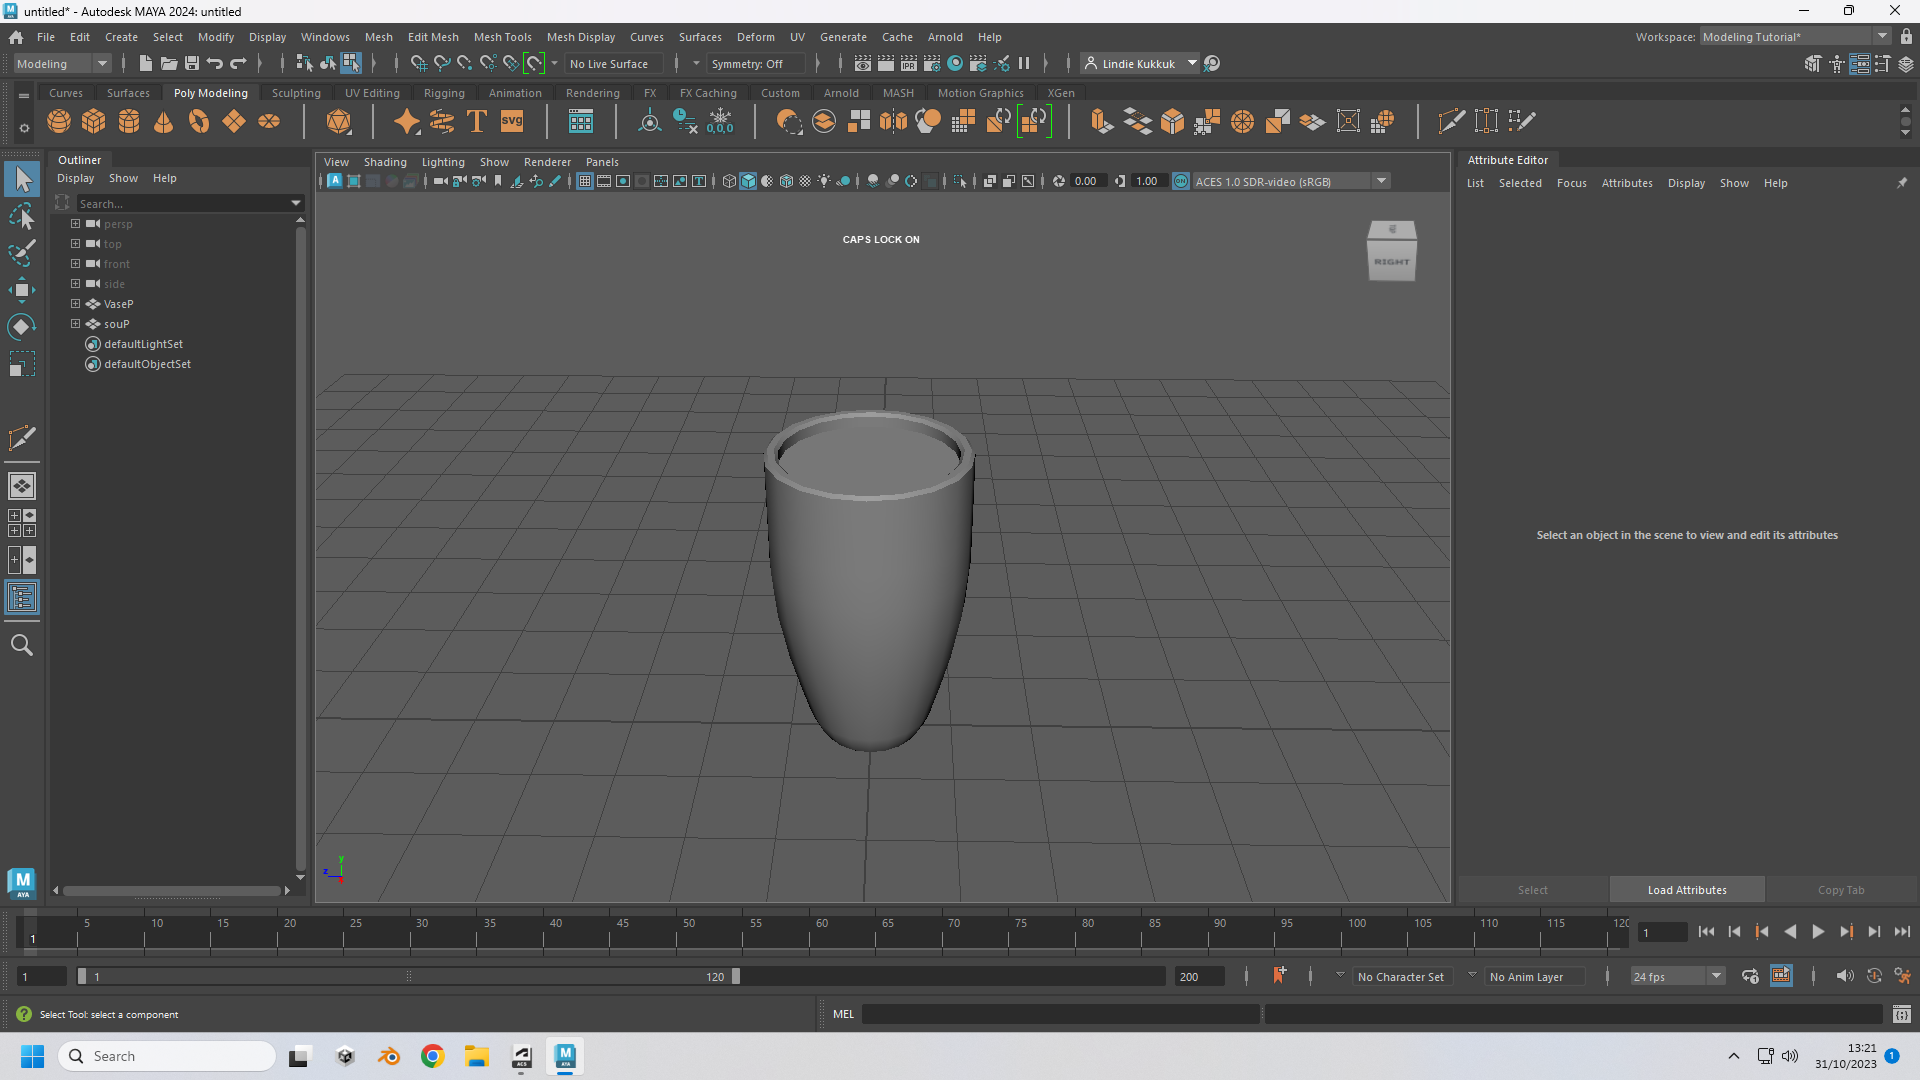 untitled* - Autodesk MAYA 2024: untitled
File Edit Create Select Modify Display Windows Mesh Edit Mesh Mesh Tools Mesh Display Curves Surfaces Deform UV Generate Cache Arnold Help
Workspace: Modeling Tutorial*
Modeling No Live Surface Symmetry: Off Lindie Kukkuk
Curves Surfaces Poly Modeling Sculpting UV Editing Rigging Animation Rendering FX FX Caching Custom Arnold MASH Motion Graphics XGen
T SVG 0,0,0
Outliner
Display Show Help
Search...
persp
top
front
side
VaseP
souP
defaultLightSet
defaultObjectSet
View Shading Lighting Show Renderer Panels
0.00 1.00 ON ACES 1.0 SDR-video (sRGB)
CAPS LOCK ON
RIGHT
y
z
Attribute Editor
List Selected Focus Attributes Display Show Help
Select an object in the scene to view and edit its attributes
Select Load Attributes Copy Tab
M
AYA
5 10 15 20 25 30 35 40 45 50 35 60 65 70 75 80 85 90 95 100 105 110 115 120
1
1
1 1 120 200 No Character Set No Anim Layer 24 fps
Select Tool: select a component
MEL
Search
13:21
31/10/2023
1